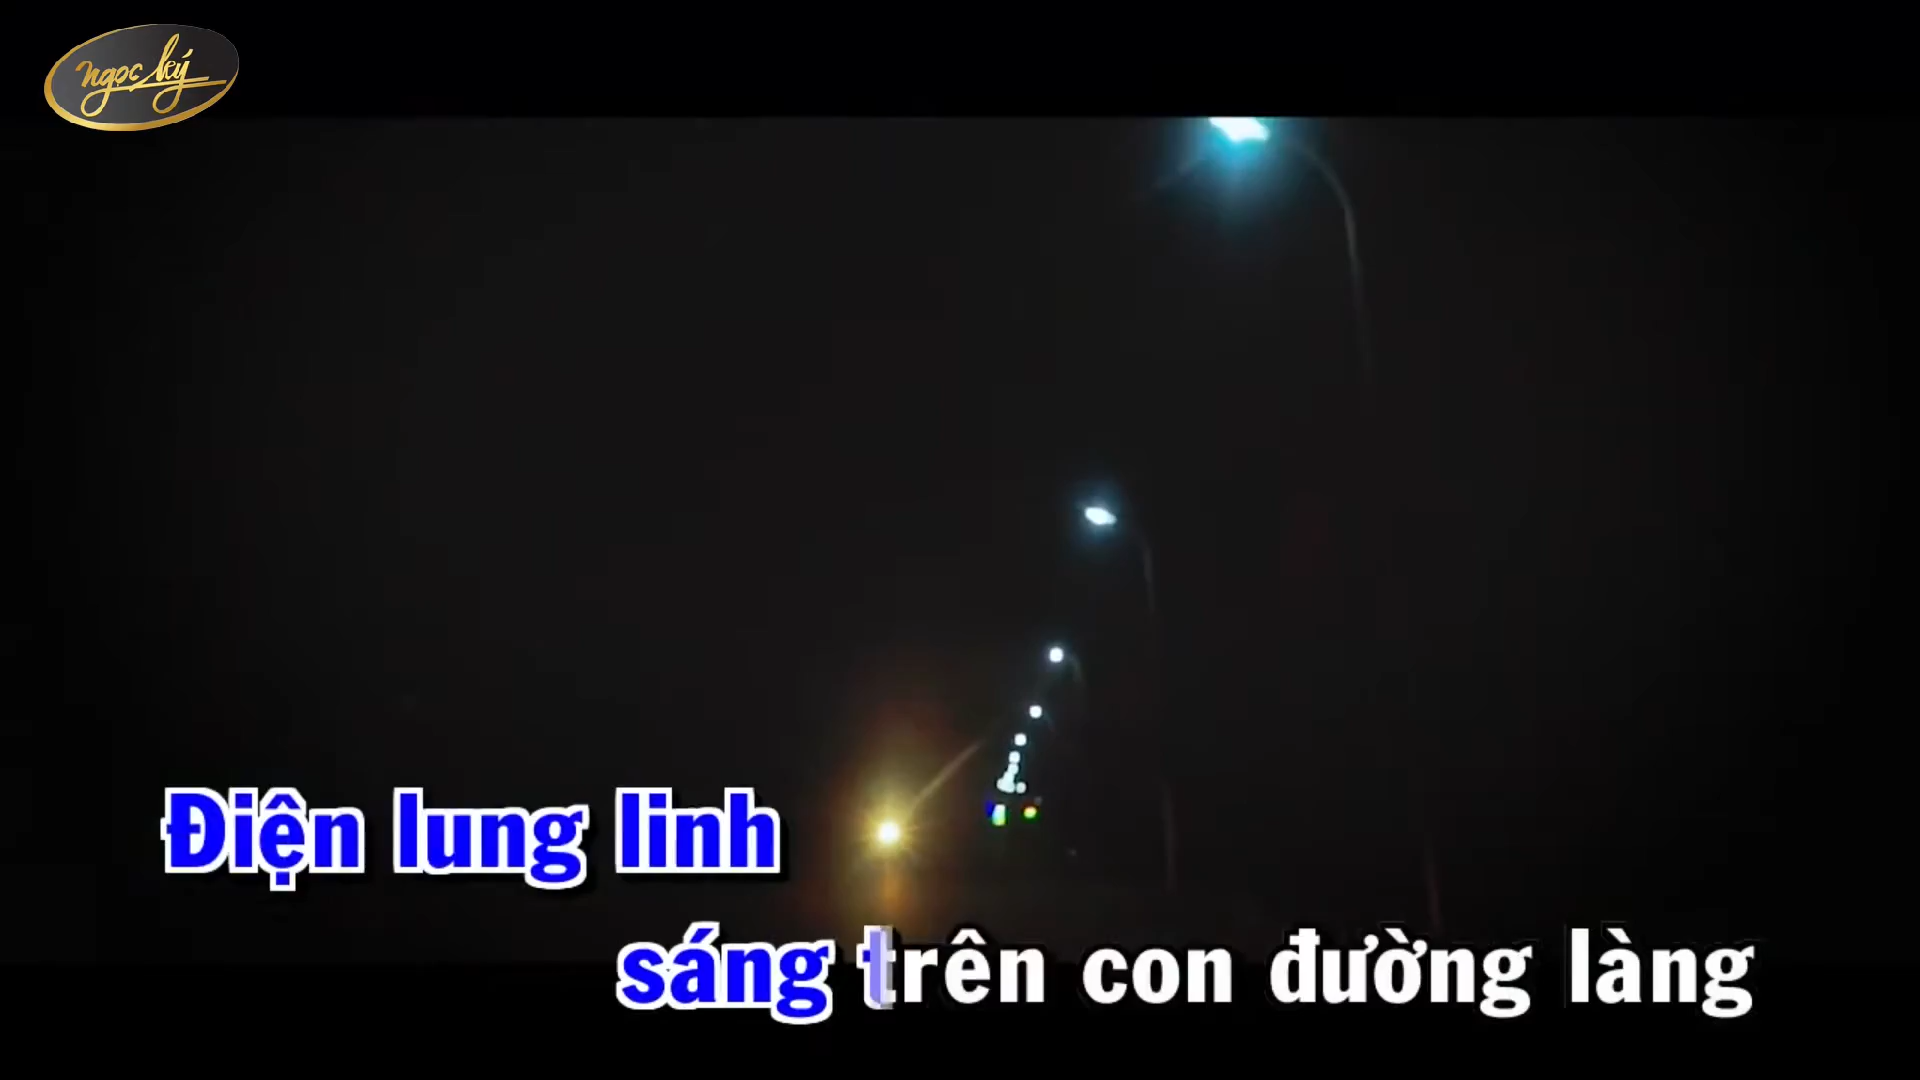 Ngọc Ký
Điện lung linh
sáng trên con đường làng